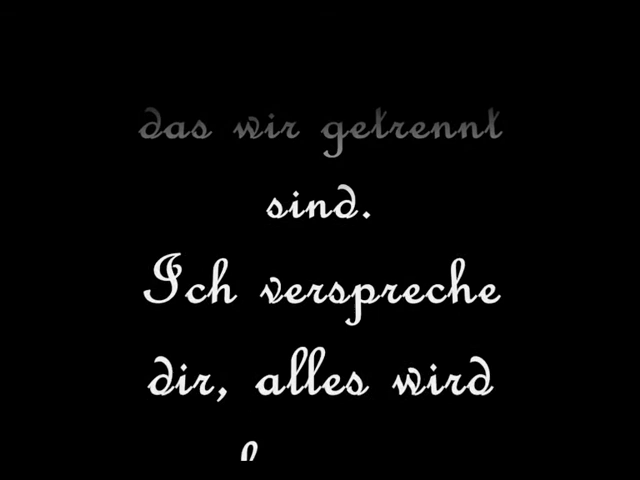 das wir getrennt
sind.
Ich verspreche
dir, alles wird